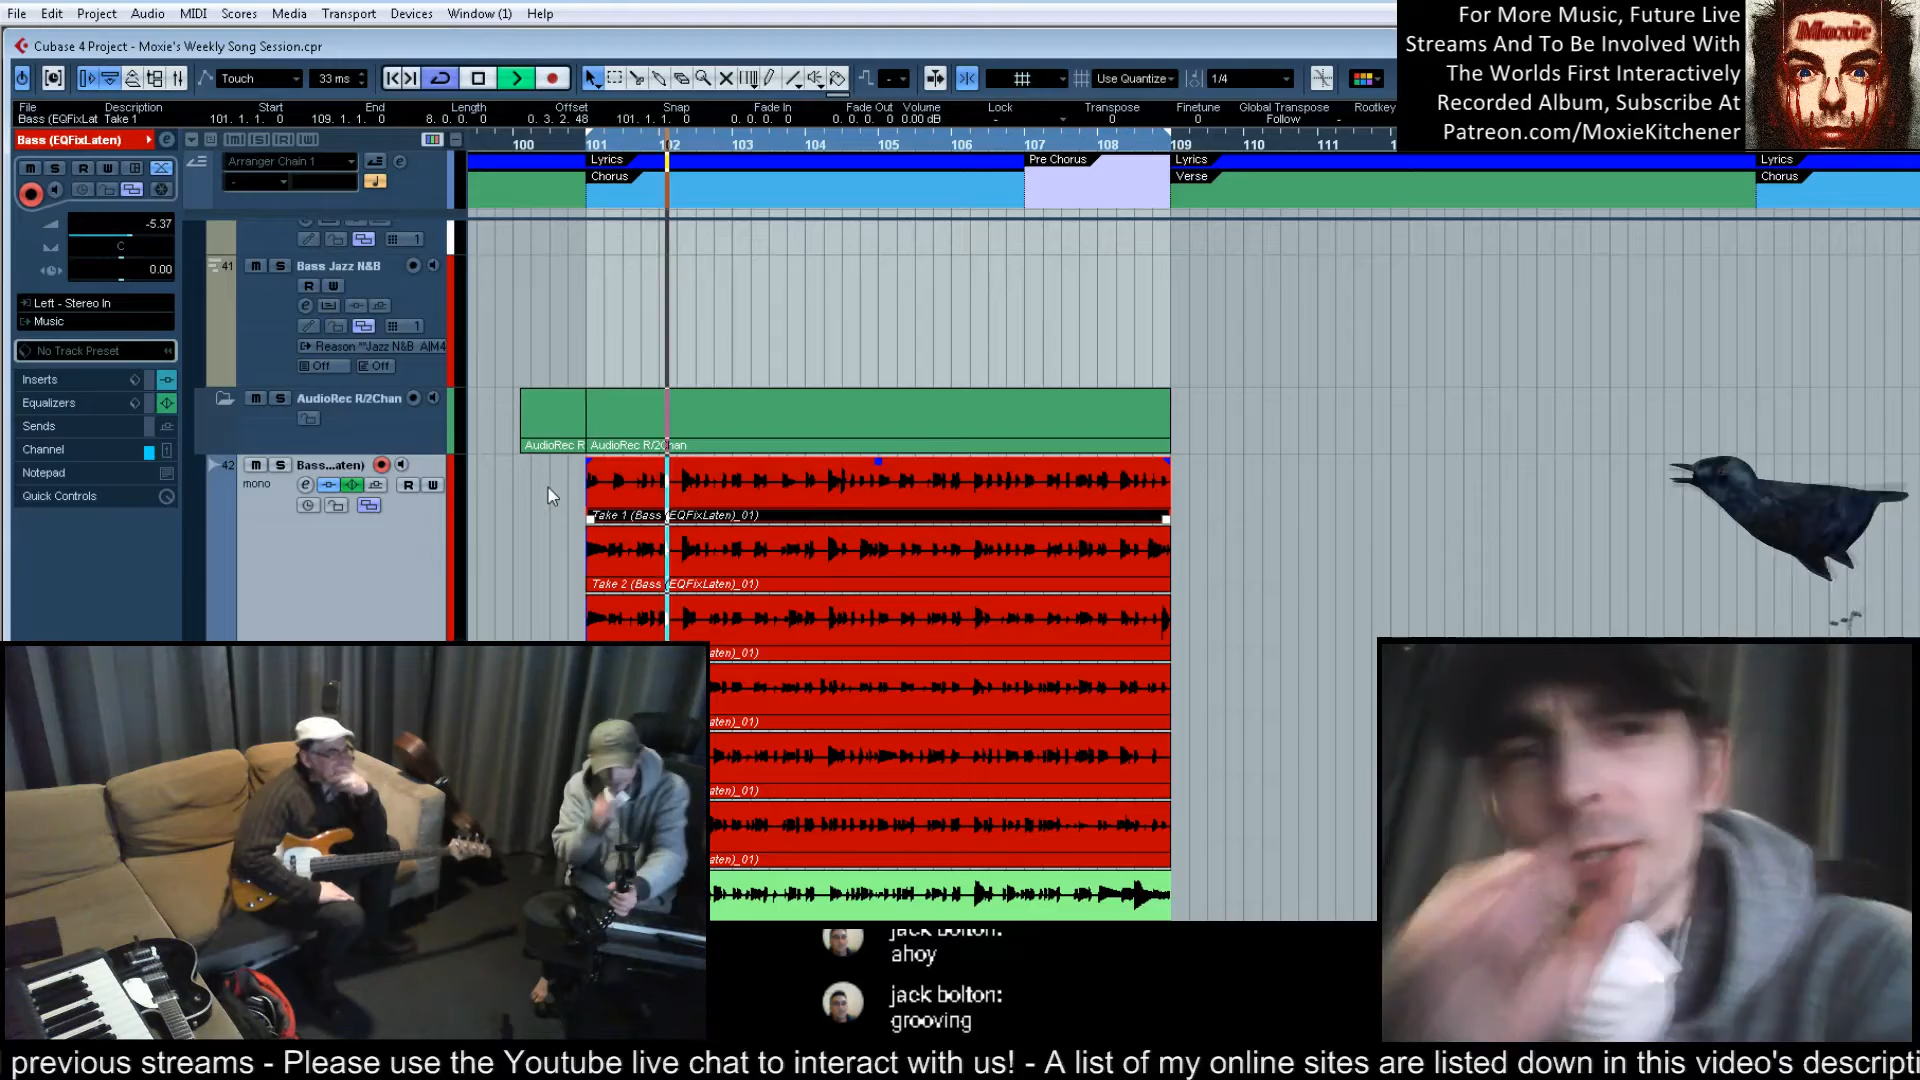 File Edit Project Audio MIDI Scores Media Transport Devices Window (1) Help
Cubase 4 Project - Moxie's Weekly Song Session.cpr
Touch 33 ms Use Quantize 1/4
File Description Start End Length Offset Snap Fade In Fade Out Volume Lock Transpose Finetune Global Transpose Rootkey
Bass (EQFixLat Take 1 101. 1. 1. 0 109. 1. 1. 0 8. 0. 0. 0 0. 3. 2. 48 101. 1. 1. 0 0. 0. 0. 0 0. 0. 0. 0 0.00 dB - 0 0 Follow -
Bass (EQFixLaten)
100 101 102 103 104 105 106 107 108 109 110 111
Arranger Chain 1
Lyrics Pre Chorus Lyrics Lyrics
Chorus Verse Chorus
-5.37
C
0.00
Left - Stereo In
Music
No Track Preset
Inserts
Equalizers
Sends
Channel
Notepad
Quick Controls
1
41 m S Bass Jazz N&B
R W
1
Reason "Jazz N&B A|M4
Off Off
m S AudioRec R/2Chan
AudioRec R AudioRec R/2Chan
42 m S Bass...aten)
mono R W
Take 1 (Bass (EQFixLaten)_01)
Take 2 (Bass (EQFixLaten)_01)
aten)_01)
aten)_01)
aten)_01)
aten)_01)
For More Music, Future Live
Streams And To Be Involved With
The Worlds First Interactively
Recorded Album, Subscribe At
Patreon.com/MoxieKitchener
Moxie
jack bolton:
ahoy
jack bolton:
grooving
previous streams - Please use the Youtube live chat to interact with us! - A list of my online sites are listed down in this video's descripti